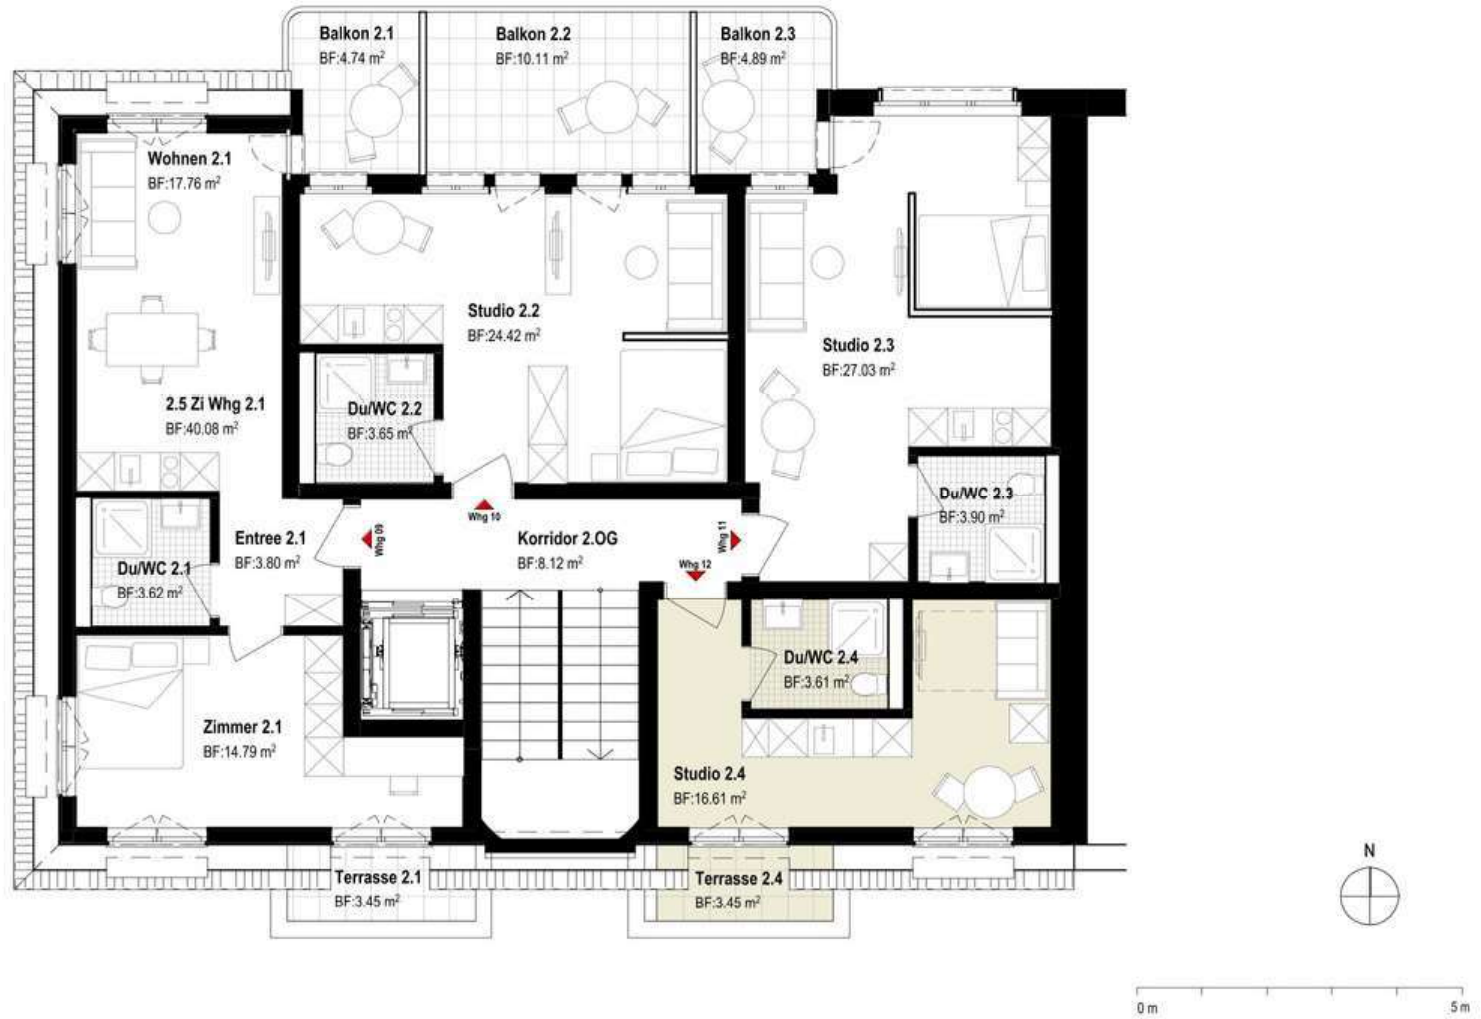 Balkon 2.1
BF:4.74 m²
Balkon 2.2
BF:10.11 m²
Balkon 2.3
BF:4.89 m²
Wohnen 2.1
BF:17.76 m²
Studio 2.2
BF:24.42 m²
Studio 2.3
BF:27.03 m²
2.5 Zi Whg 2.1
BF:40.08 m²
Du/WC 2.2
BF:3.65 m²
Du/WC 2.3
BF:3.90 m²
Whg 10
Entree 2.1
BF:3.80 m²
Whg 09
Korridor 2.OG
BF:8.12 m²
Whg 11
Whg 12
Du/WC 2.1
BF:3.62 m²
Du/WC 2.4
BF:3.61 m²
Zimmer 2.1
BF:14.79 m²
Studio 2.4
BF:16.61 m²
Terrasse 2.1
BF:3.45 m²
Terrasse 2.4
BF:3.45 m²
N
0 m
5 m